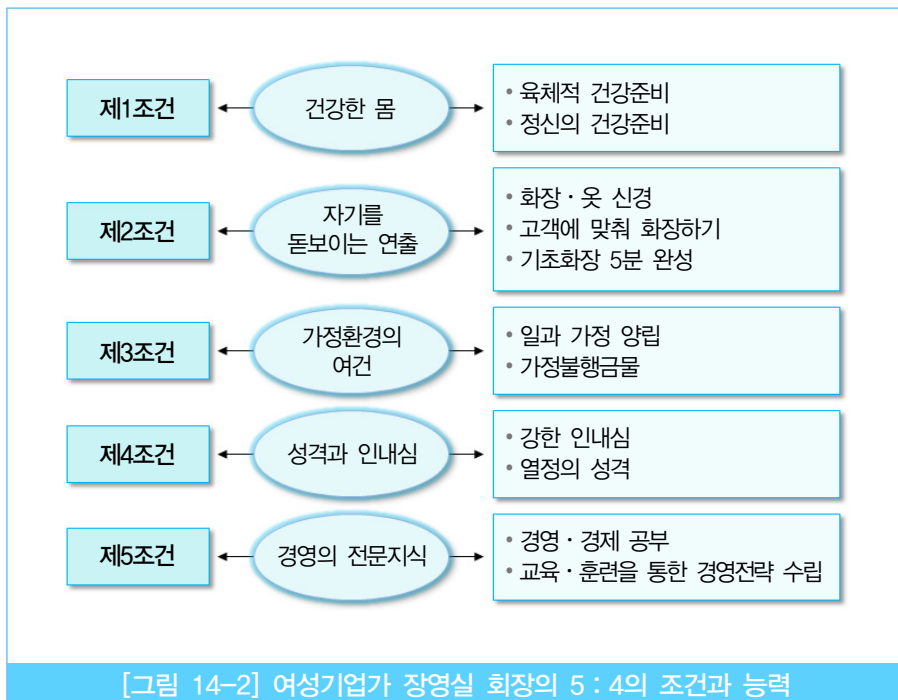 제1조건
건강한 몸
• 육체적 건강준비
• 정신의 건강준비
제2조건
자기를
돋보이는 연출
• 화장 · 옷 신경
• 고객에 맞춰 화장하기
• 기초화장 5분 완성
제3조건
가정환경의
여건
• 일과 가정 양립
• 가정불행금물
제4조건
성격과 인내심
• 강한 인내심
• 열정의 성격
제5조건
경영의 전문지식
• 경영 · 경제 공부
• 교육 · 훈련을 통한 경영전략 수립
[그림 14-2] 여성기업가 장영실 회장의 5 : 4의 조건과 능력